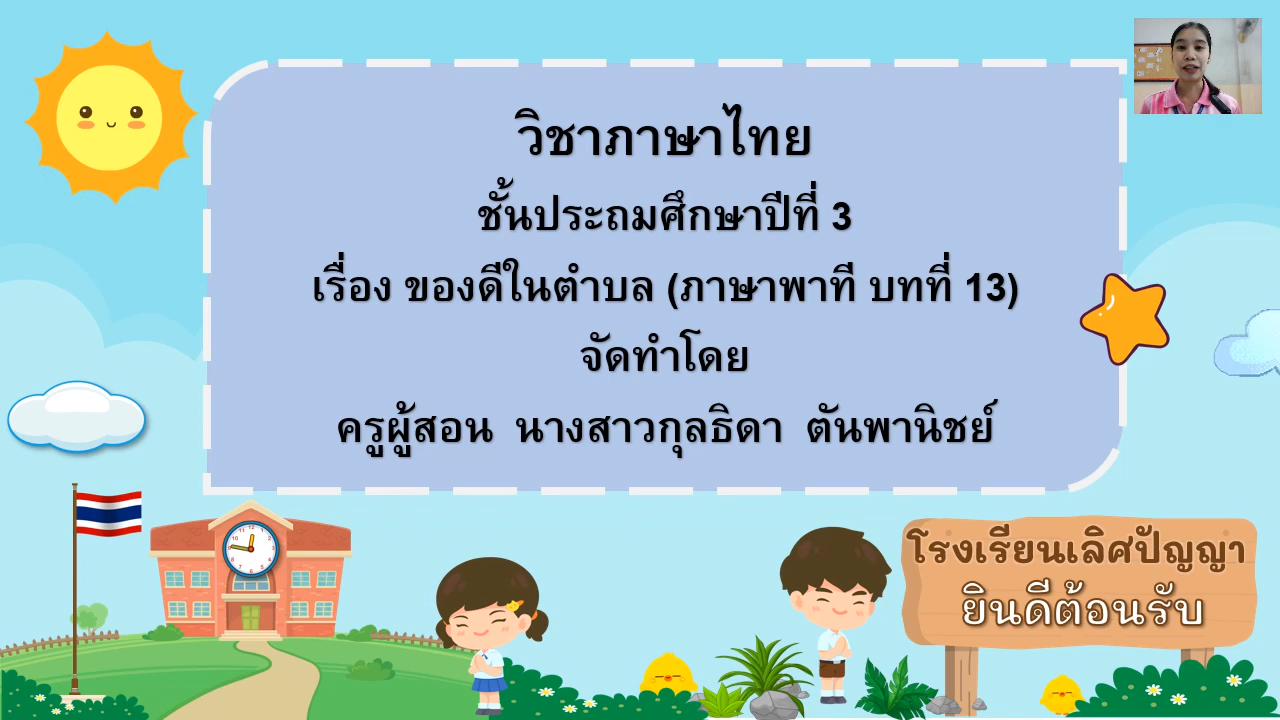 วิชาภาษาไทย
ชั้นประถมศึกษาปีที่ 3
เรื่อง ของดีในตำบล (ภาษาพาที บทที่ 13)
จัดทำโดย
ครูผู้สอน นางสาวกุลธิดา ตันพานิชย์
โรงเรียนเลิศปัญญา
ยินดีต้อนรับ